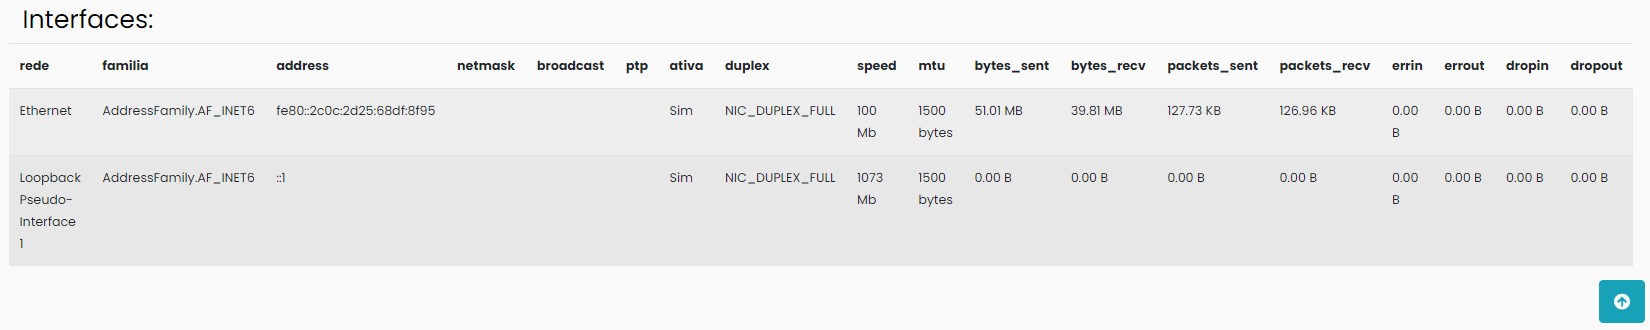 Interfaces:
rede familia address netmask broadcast ptp ativa duplex speed mtu bytes_sent bytes_recv packets_sent packets_recv errin errout dropin dropout
Ethernet AddressFamily.AF_INET6 fe80::2c0c:2d25:68df:8f95 Sim NIC_DUPLEX_FULL 100 1500 51.01 MB 39.81 MB 127.73 KB 126.96 KB 0.00 0.00 B 0.00 B 0.00 B
Mb bytes B
Loopback AddressFamily.AF_INET6 ::1 Sim NIC_DUPLEX_FULL 1073 1500 0.00 B 0.00 B 0.00 B 0.00 B 0.00 0.00 B 0.00 B 0.00 B
Pseudo- Mb bytes B
Interface
1